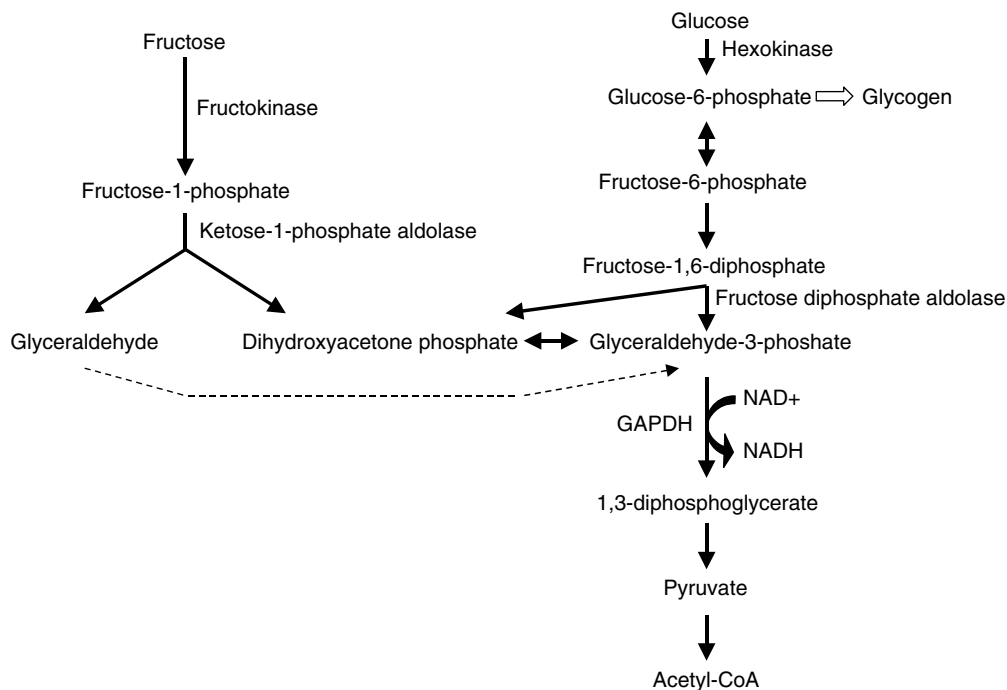 Glucose
Hexokinase
Fructose
Glucose-6-phosphate
Glycogen
Fructokinase
Fructose-6-phosphate
Fructose-1-phosphate
Ketose-1-phosphate aldolase
Fructose-1,6-diphosphate
Fructose diphosphate aldolase
Glyceraldehyde
Dihydroxyacetone phosphate
Glyceraldehyde-3-phoshate
NAD+
GAPDH
NADH
1,3-diphosphoglycerate
Pyruvate
Acetyl-CoA